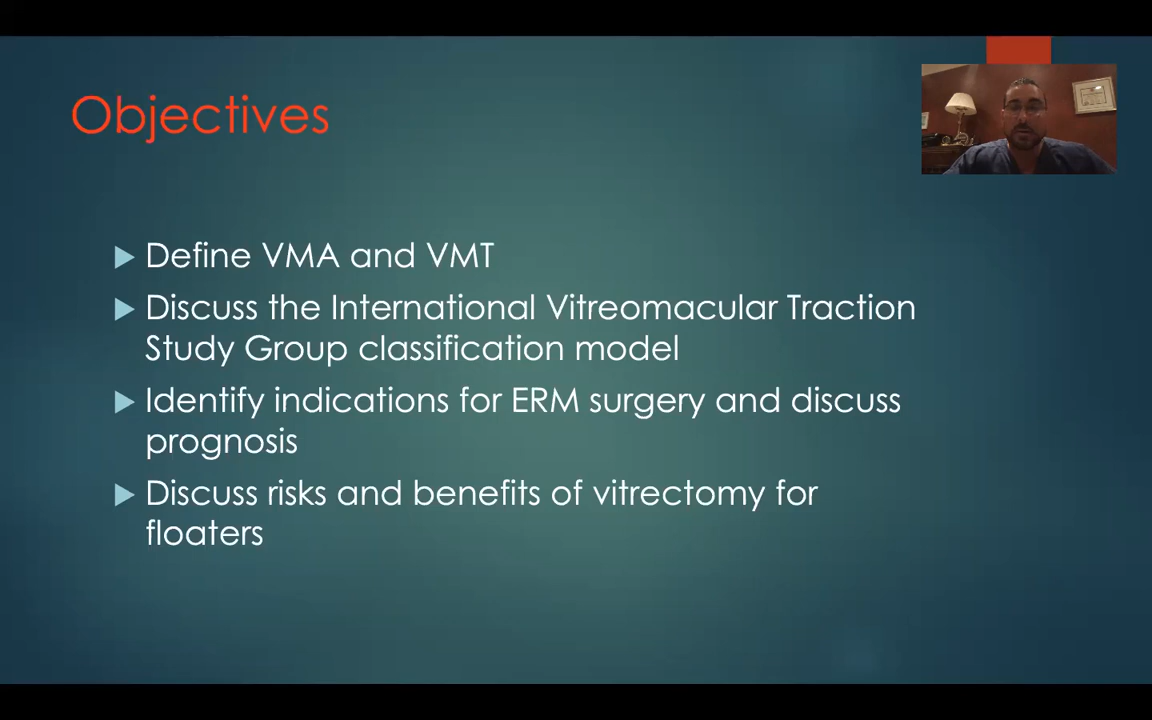 Objectives
Define VMA and VMT
Discuss the International Vitreomacular Traction
Study Group classification model
Identify indications for ERM surgery and discuss
prognosis
Discuss risks and benefits of vitrectomy for
floaters